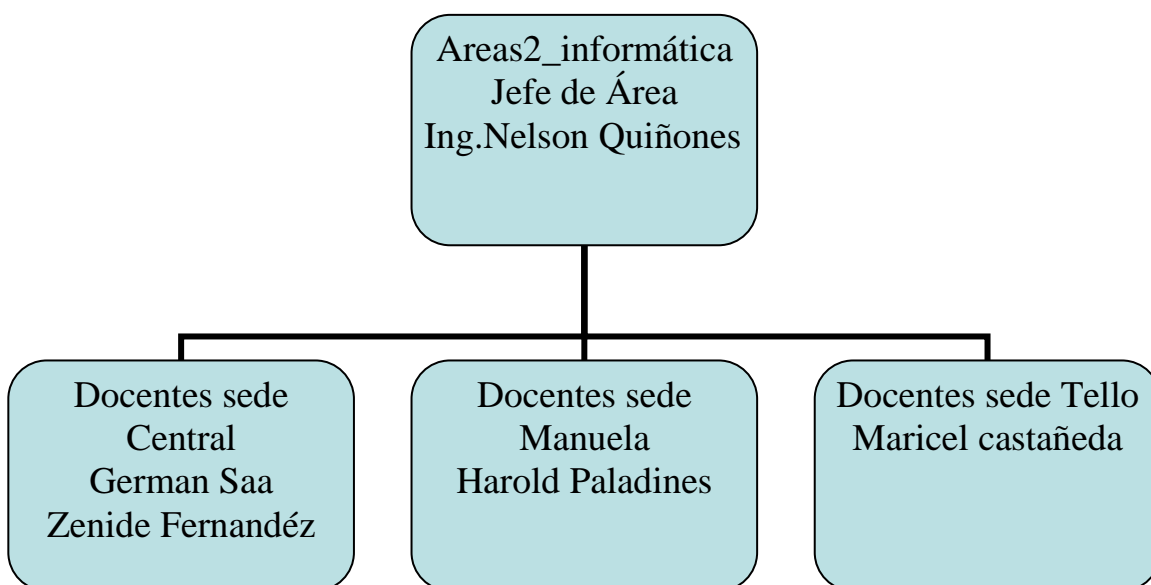 Areas2_informática
Jefe de Área
Ing.Nelson Quiñones
Docentes sede
Central
German Saa
Zenide Fernandéz
Docentes sede
Manuela
Harold Paladines
Docentes sede Tello
Maricel castañeda